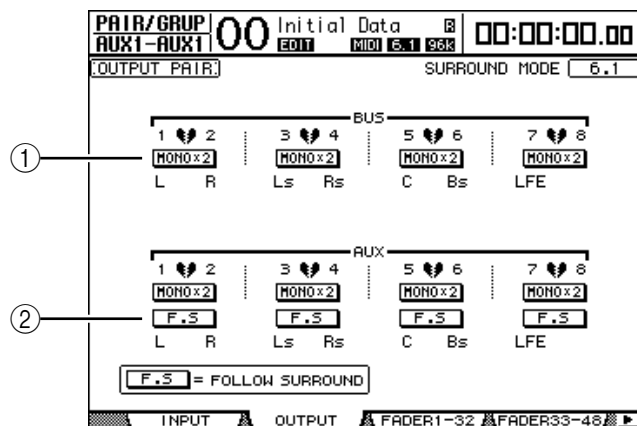 PAIR/GRUP 00 Initial Data R 00:00:00.00
AUX1-AUX1 EDIT MIDI 6.1 96k
OUTPUT PAIR SURROUND MODE 6.1
BUS
1 2 3 4 5 6 7 8
① MONO×2 MONO×2 MONO×2 MONO×2
L R Ls Rs C Bs LFE
AUX
1 2 3 4 5 6 7 8
MONO×2 MONO×2 MONO×2 MONO×2
② F.S F.S F.S F.S
L R Ls Rs C Bs LFE
F.S = FOLLOW SURROUND
INPUT OUTPUT FADER1-32 FADER33-48